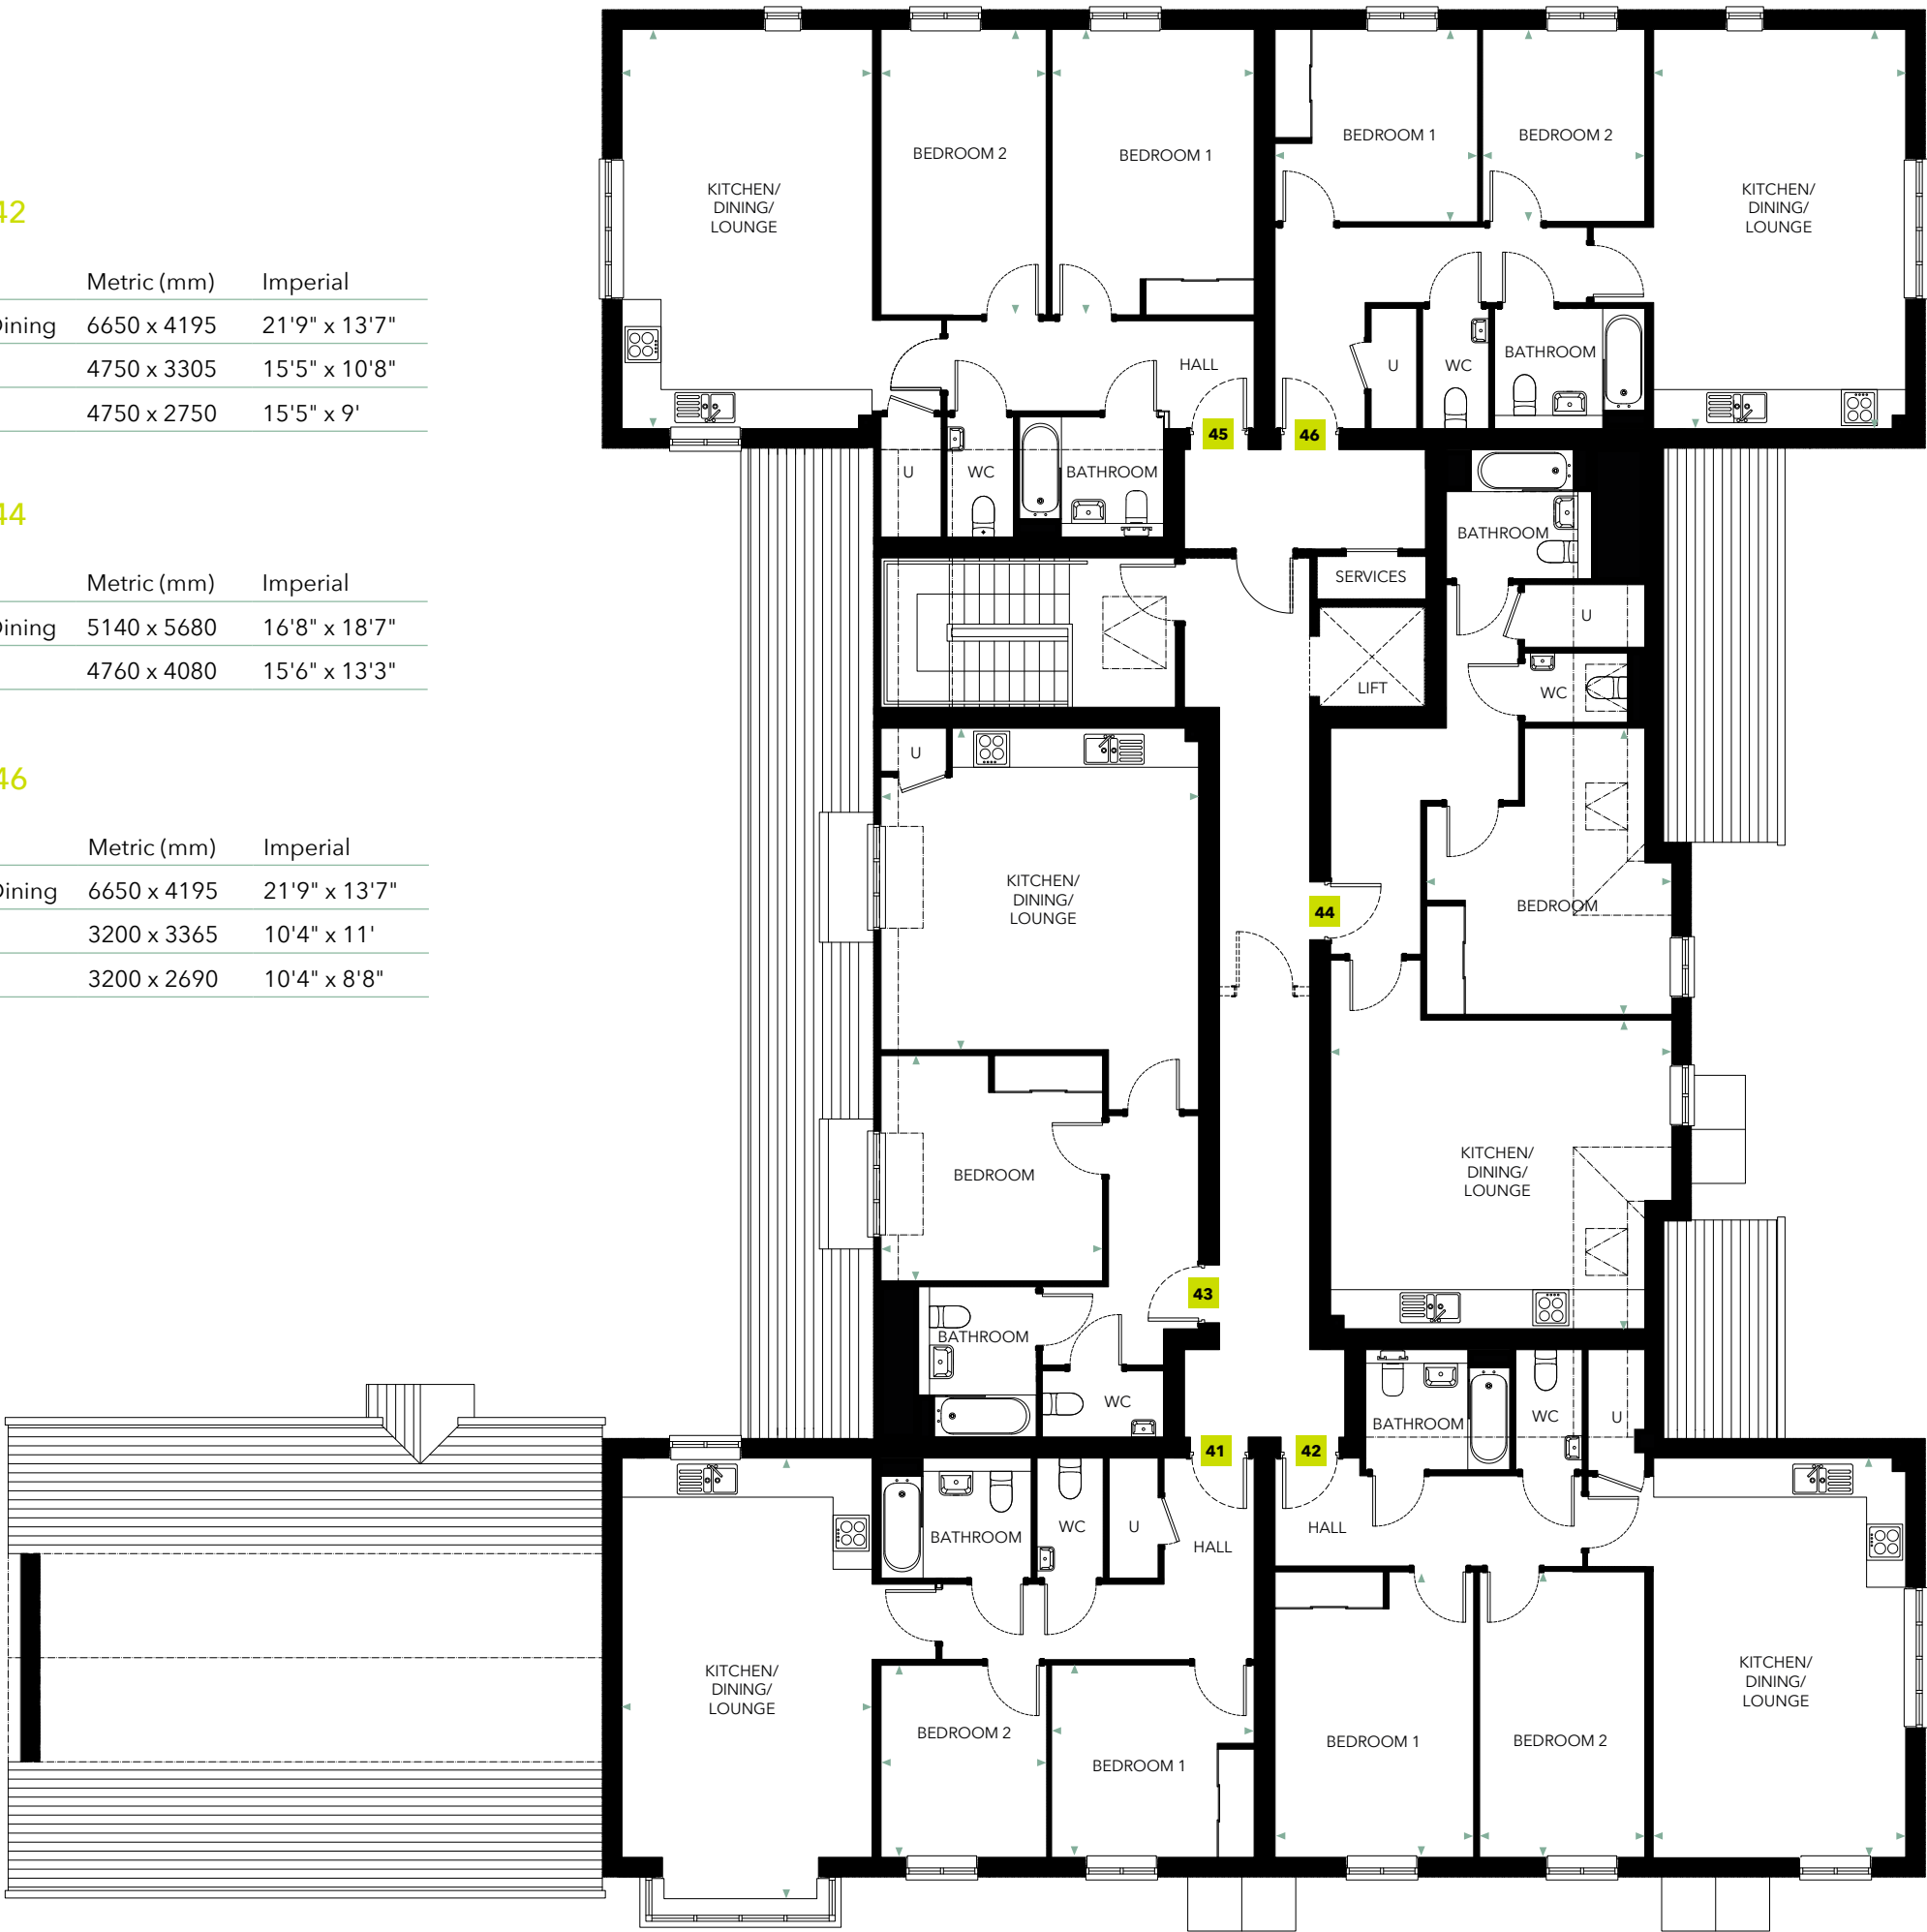 42
Metric (mm) Imperial
Dining 6650 x 4195 21'9" x 13'7"
4750 x 3305 15'5" x 10'8"
4750 x 2750 15'5" x 9'
44
Metric (mm) Imperial
Dining 5140 x 5680 16'8" x 18'7"
4760 x 4080 15'6" x 13'3"
46
Metric (mm) Imperial
Dining 6650 x 4195 21'9" x 13'7"
3200 x 3365 10'4" x 11'
3200 x 2690 10'4" x 8'8"
KITCHEN/
DINING/
LOUNGE
BEDROOM 2
BEDROOM 1
HALL
45
U
WC
BATHROOM
BEDROOM 1
BEDROOM 2
KITCHEN/
DINING/
LOUNGE
46
U
WC
BATHROOM
SERVICES
LIFT
BATHROOM
U
WC
44
BEDROOM
KITCHEN/
DINING/
LOUNGE
U
KITCHEN/
DINING/
LOUNGE
BEDROOM
43
BATHROOM
WC
41
42
BATHROOM
WC
U
KITCHEN/
DINING/
LOUNGE
BATHROOM
WC
U
HALL
BEDROOM 2
BEDROOM 1
HALL
BEDROOM 1
BEDROOM 2
KITCHEN/
DINING/
LOUNGE